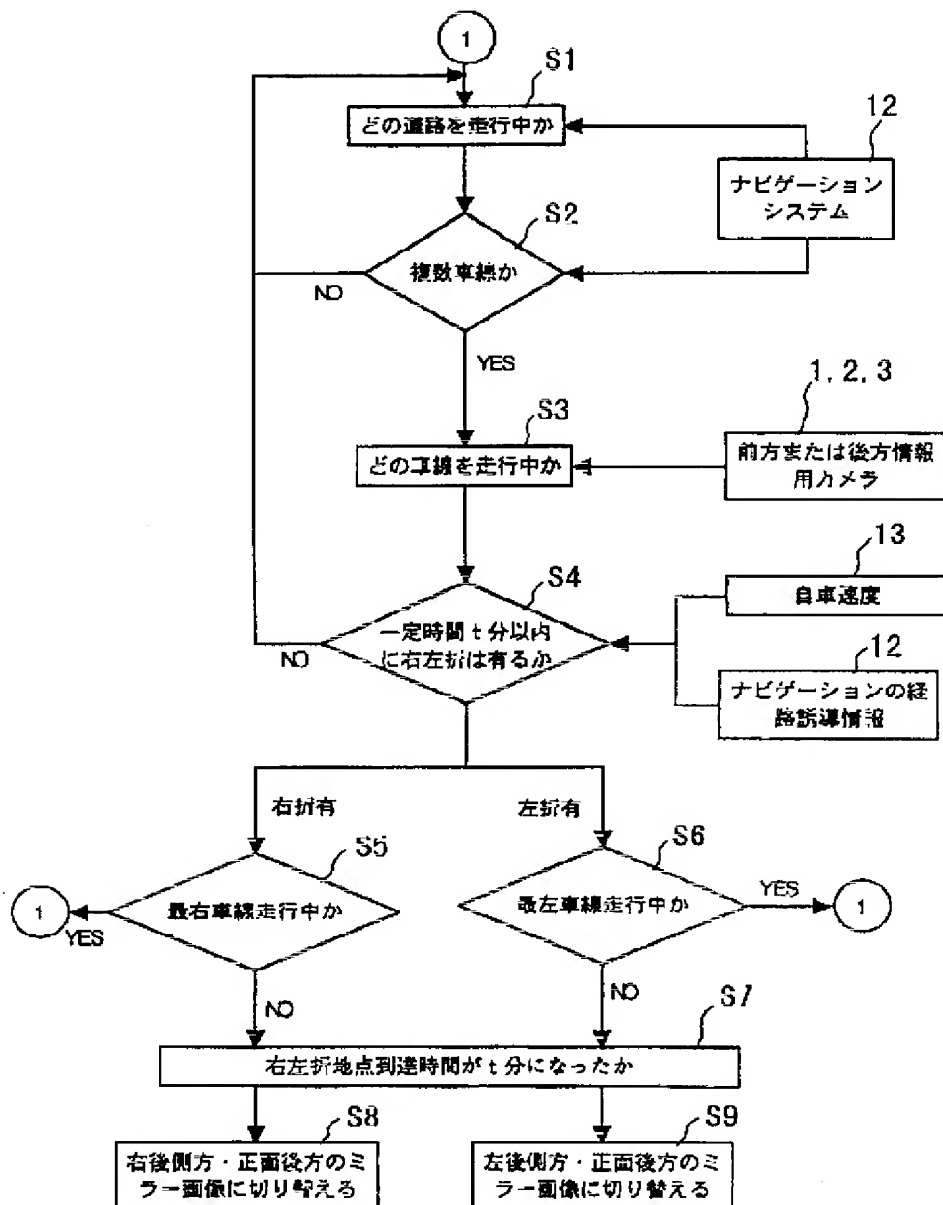 1
S1
どの道路を走行中か
12
ナビゲーション
システム
S2
複数車線か
NO
YES
1, 2, 3
S3
どの車線を走行中か
前方または後方情報
用カメラ
13
S4
自車速度
一定時間t分以内
に右左折は有るか
NO
12
ナビゲーションの経
路誘導情報
右折有
左折有
S5
S6
1
YES
最右車線走行中か
最左車線走行中か
YES
1
NO
NO
S7
右左折地点到達時間がt分になったか
S8
S9
右後側方・正面後方のミ
ラー画像に切り替える
左後側方・正面後方のミ
ラー画像に切り替える